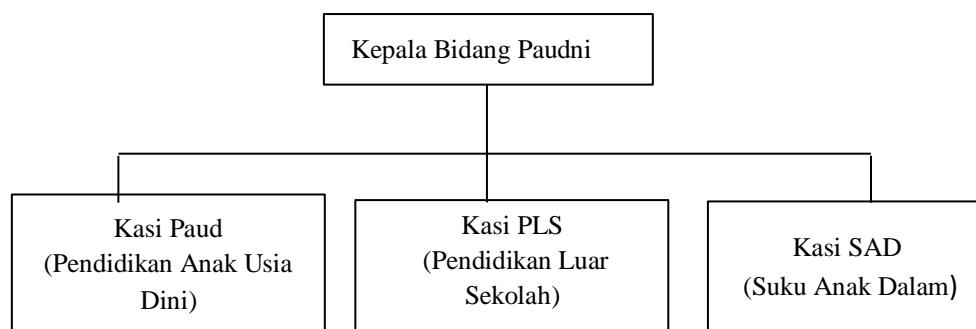 Kepala Bidang Paudni
Kasi Paud
(Pendidikan Anak Usia
Dini)
Kasi PLS
(Pendidikan Luar
Sekolah)
Kasi SAD
(Suku Anak Dalam)